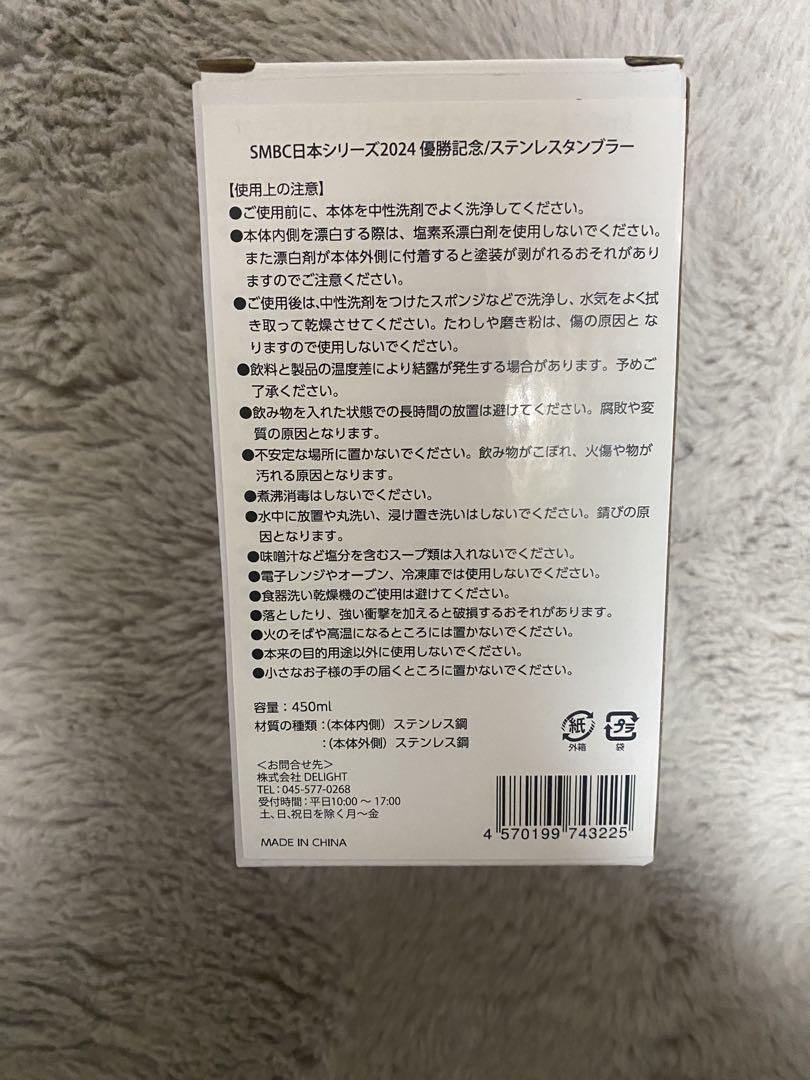 SMBC日本シリーズ2024 優勝記念/ステンレスタンブラー
【使用上の注意】
●ご使用前に、本体を中性洗剤でよく洗浄してください。
●本体内側を漂白する際は、塩素系漂白剤を使用しないでください。
また漂白剤が本体外側に付着すると塗装が剥がれるおそれがあり
ますのでご注意ください。
●ご使用後は、中性洗剤をつけたスポンジなどで洗浄し、水気をよく拭
き取って乾燥させてください。たわしや磨き粉は、傷の原因と な
りますので使用しないでください。
●飲料と製品の温度差により結露が発生する場合があります。予めご
了承ください。
●飲み物を入れた状態での長時間の放置は避けてください。腐敗や変
質の原因となります。
●不安定な場所に置かないでください。飲み物がこぼれ、火傷や物が
汚れる原因となります。
●煮沸消毒はしないでください。
●水中に放置や丸洗い、浸け置き洗いはしないでください。錆びの原
因となります。
●味噌汁など塩分を含むスープ類は入れないでください。
●電子レンジやオーブン、冷凍庫では使用しないでください。
●食器洗い乾燥機のご使用は避けてください。
●落としたり、強い衝撃を加えると破損するおそれがあります。
●火のそばや高温になるところには置かないでください。
●本来の目的用途以外に使用しないでください。
●小さなお子様の手の届くところに置かないでください。
容量：450ml
材質の種類：(本体内側) ステンレス鋼
：(本体外側) ステンレス鋼
紙 プラ
外箱 袋
＜お問合せ先＞
株式会社 DELIGHT
TEL：045-577-0268
受付時間：平日10:00 〜 17:00
土、日、祝日を除く月〜金
4 570199 743225
MADE IN CHINA